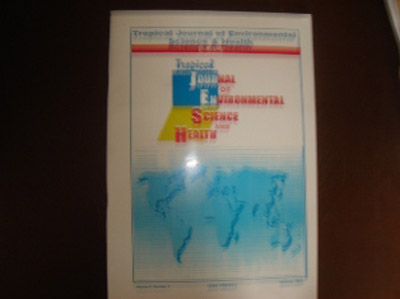 Tropical Journal of Environmental
Science & Health
Tropical
JOURNAL
OF
ENVIRONMENTAL
SCIENCE
AND
HEALTH